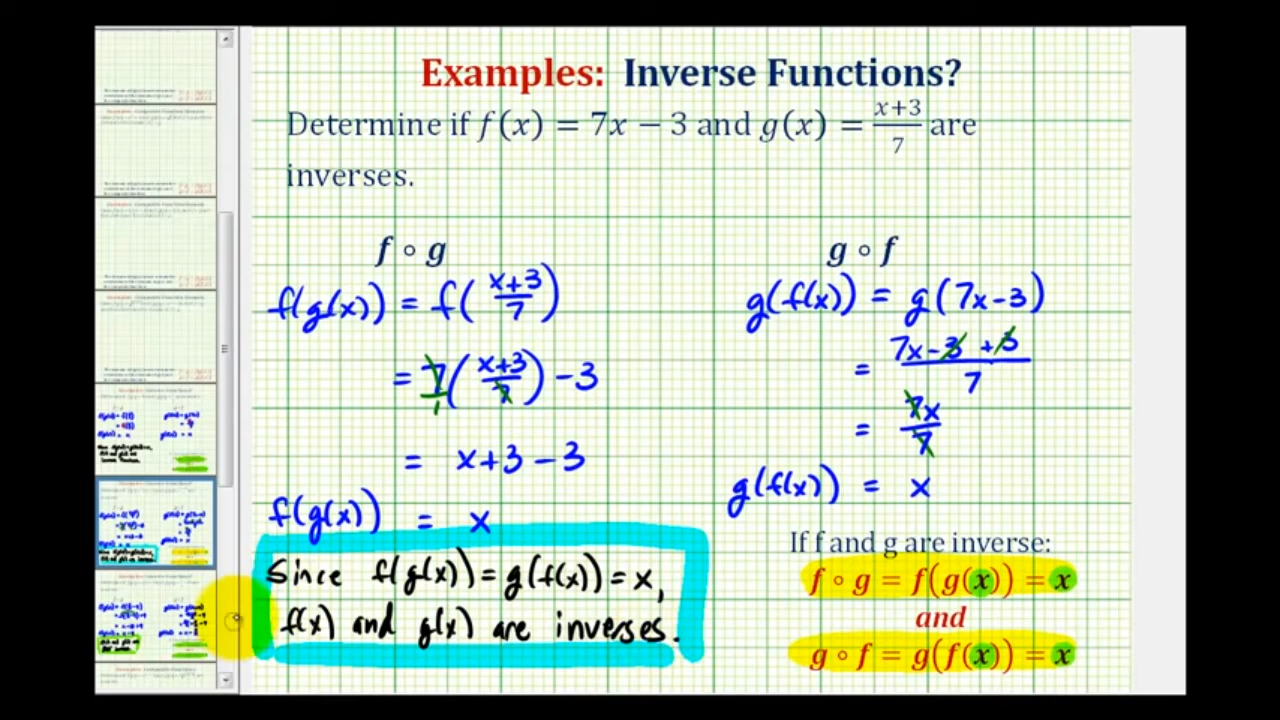 Examples: Inverse Functions?
Determine if f(x) = 7x − 3 and g(x) = (x+3)/7 are
inverses.
f ∘ g
f(g(x)) = f((x+3)/7)
= 7/1((x+3)/7) − 3
= x+3 − 3
f(g(x)) = x
Since f(g(x)) = g(f(x)) = x,
f(x) and g(x) are inverses.
g ∘ f
g(f(x)) = g(7x−3)
= (7x−3 +3)/7
= 7x/7
g(f(x)) = x
If f and g are inverse:
f ∘ g = f(g(x)) = x
and
g ∘ f = g(f(x)) = x